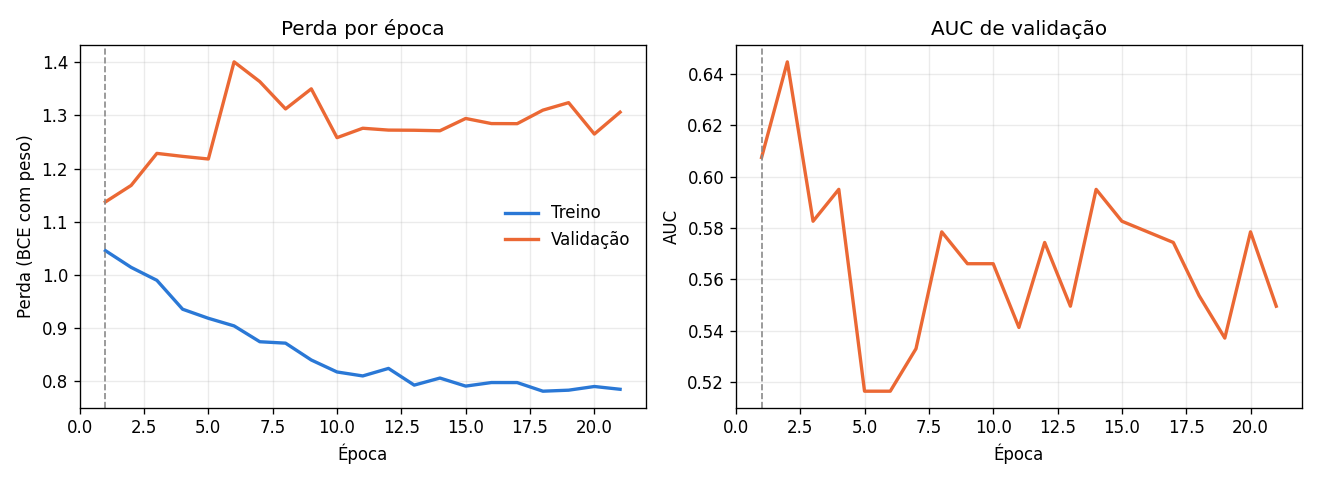 Perda por época
Perda (BCE com peso)
1.4
1.3
1.2
1.1
1.0
0.9
0.8
Treino
Validação
0.0 2.5 5.0 7.5 10.0 12.5 15.0 17.5 20.0
Época
AUC de validação
AUC
0.64
0.62
0.60
0.58
0.56
0.54
0.52
0.0 2.5 5.0 7.5 10.0 12.5 15.0 17.5 20.0
Época